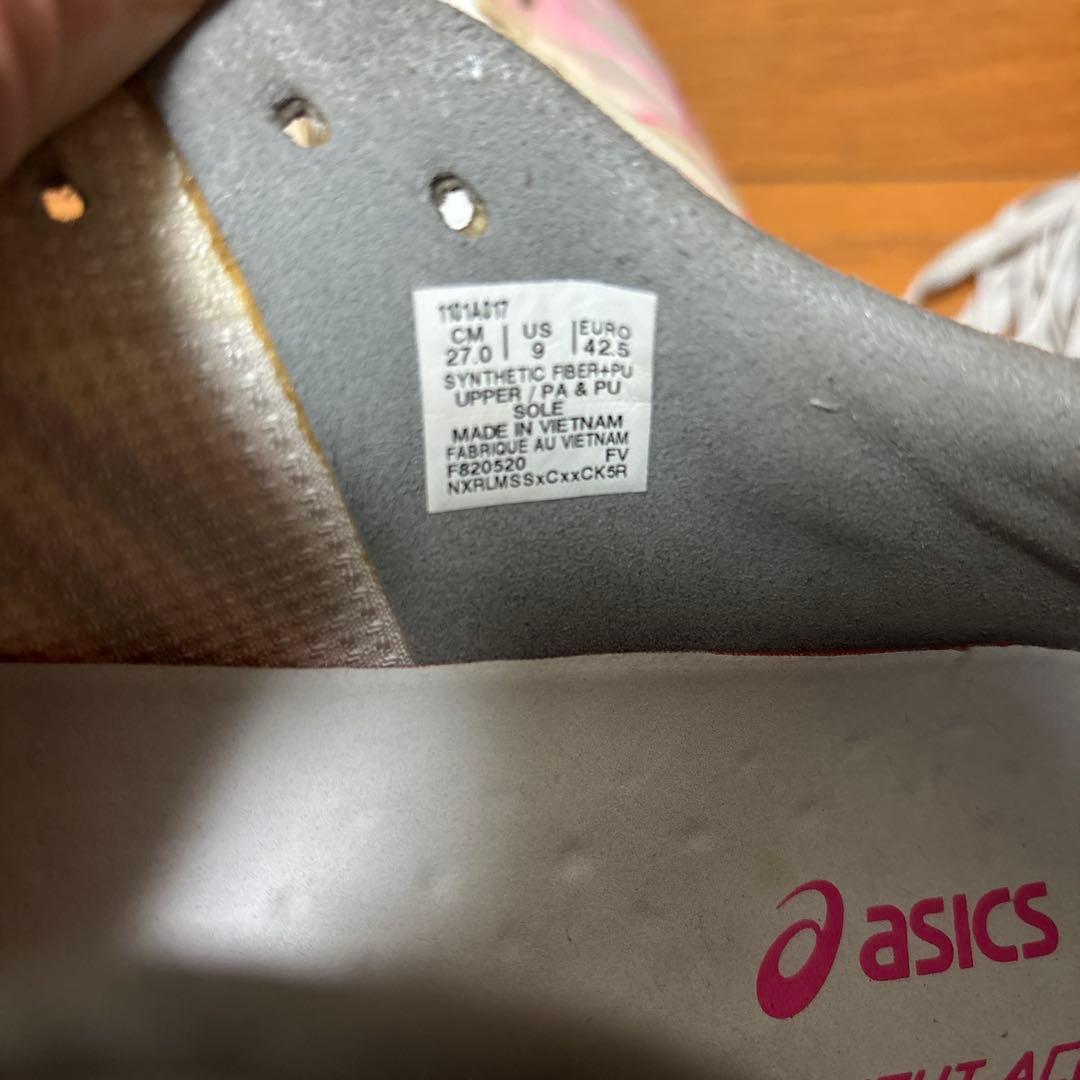 1101A017
CM | US | EURO
27.0 | 9 | 42.5
SYNTHETIC FIBER+PU
UPPER / PA & PU
SOLE
MADE IN VIETNAM
FABRIQUE AU VIETNAM
F820520 FV
NXRLMSSxCxxCK5R
asics